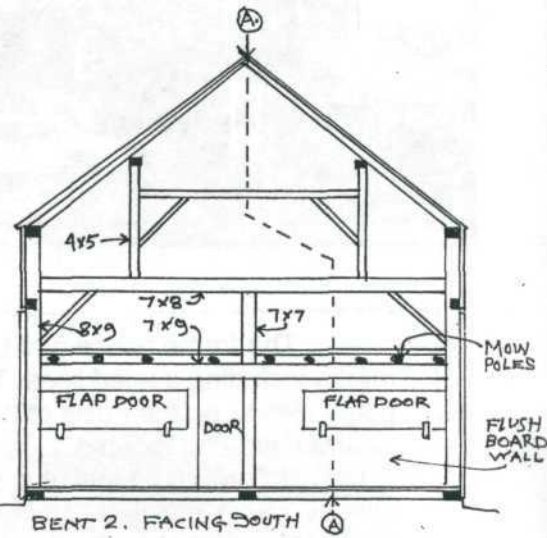 A.
4x5
7x8
8x9
7x9
7x7
MOW
POLES
FLAP DOOR
FLAP DOOR
DOOR
FLUSH
BOARD
WALL
BENT 2. FACING SOUTH
A